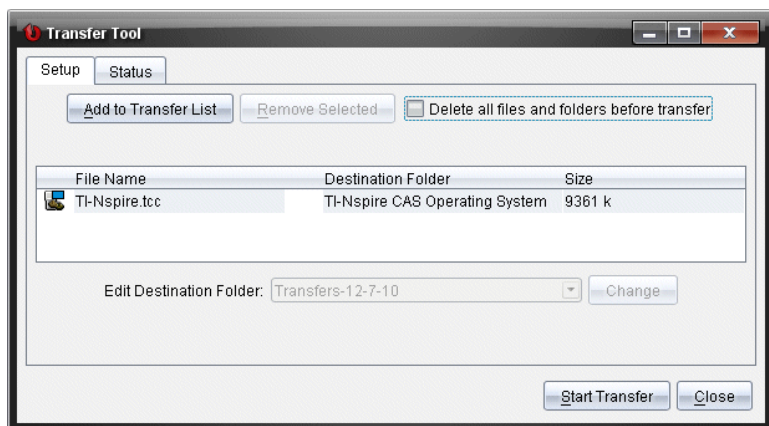 Transfer Tool
Setup Status
Add to Transfer List Remove Selected Delete all files and folders before transfer
File Name Destination Folder Size
TI-Nspire.tcc TI-Nspire CAS Operating System 9361 k
Edit Destination Folder: Transfers-12-7-10 Change
Start Transfer Close